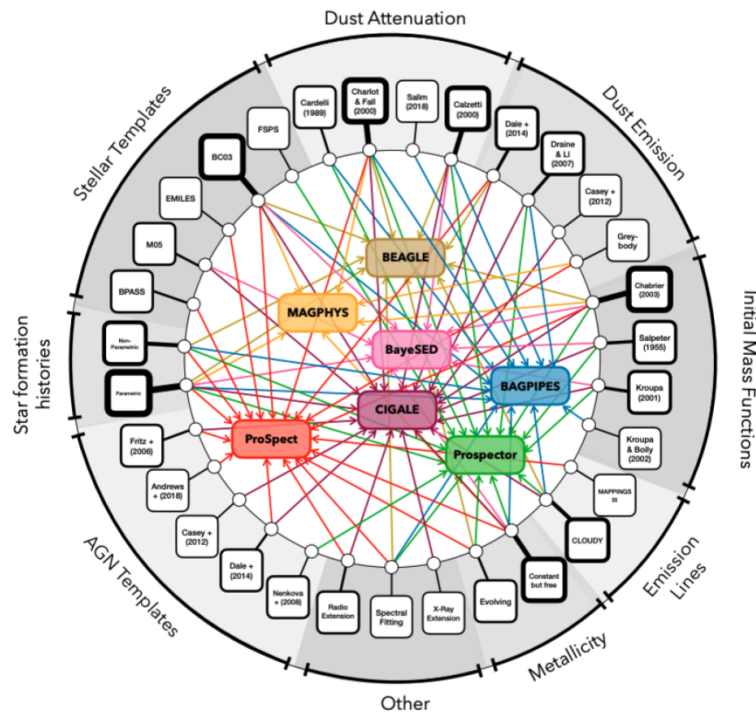 Dust Attenuation
Stellar Templates
Dust Emission
Cardelli
(1989)
Charlot
& Fall
(2000)
Salim
(2018)
Calzetti
(2000)
Dale +
(2014)
Draine
& LI
(2007)
Casey +
(2012)
Grey-
body
FSPS
BC03
EMILES
M05
BPASS
Star formation
histories
Non-
Parametric
Parametric
BEAGLE
MAGPHYS
BayeSED
BAGPIPES
CIGALE
ProSpect
Prospector
Initial Mass Functions
Chabrier
(2003)
Salpeter
(1955)
Kroupa
(2001)
Kroupa
& Boily
(2002)
Emission
Lines
MAPPINGS
III
CLOUDY
Metallicity
Constant
but free
Evolving
Other
X-Ray
Extension
Spectral
Fitting
Radio
Extension
AGN Templates
Nenkova
+ (2008)
Dale +
(2014)
Casey +
(2012)
Andrews
+ (2018)
Fritz +
(2006)